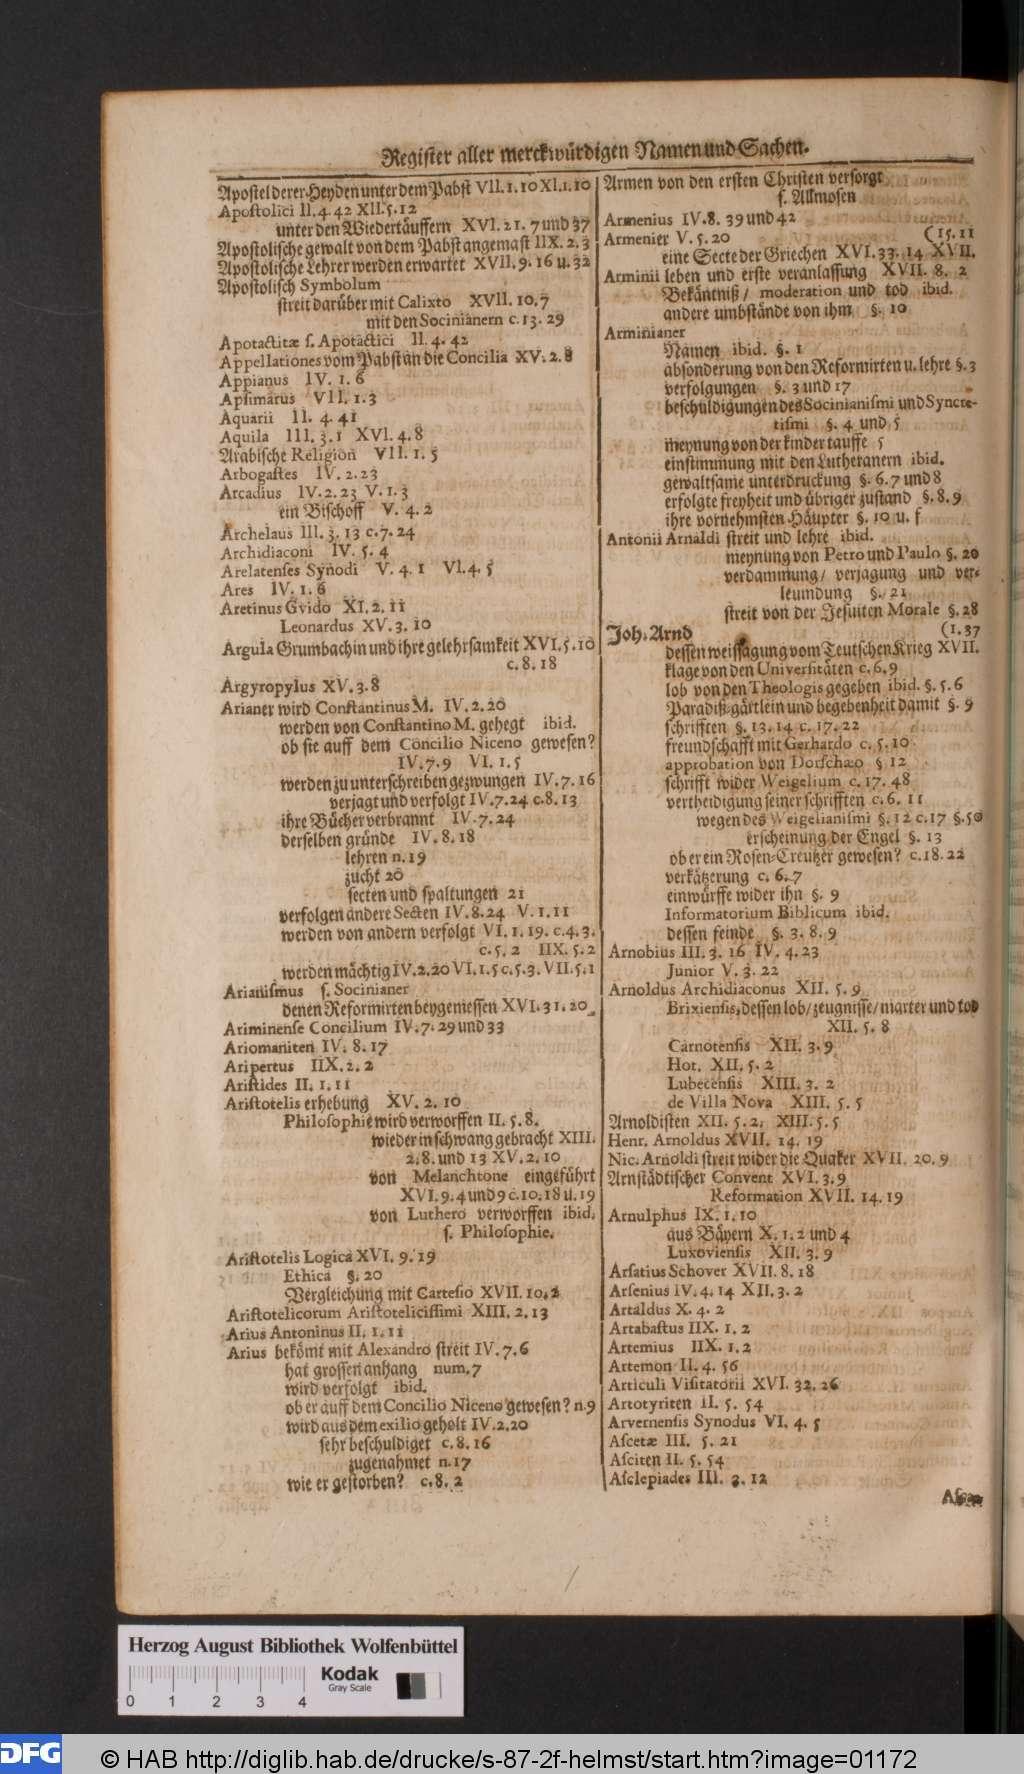 Register aller merckwürdigen Namen und Sachen.
Apostel derer Heyden unter dem Pabst VII. 1. 10 XI. 1. 10
Apostolici II. 4. 42 XII. 5. 12
unter den Wiedertäuffern XVI. 21. 7 und 37
Apostolische gewalt von dem Pabst angemast IIX. 2. 3
Apostolische Lehrer werden erwartet XVII. 9. 16 u. 32
Apostolisch Symbolum
streit darüber mit Calixto XVII. 10. 7
mit den Socinianern c. 13. 29
Apotactitæ s. Apotactici II. 4. 42
Appellationes vom Pabst an die Concilia XV. 2. 8
Appianus IV. 1. 6
Apsimarus VII. 1. 3
Aquarii II. 4. 41
Aquila III. 3. 1 XVI. 4. 8
Arabische Religion VII. 1. 5
Arbogastes IV. 2. 23
Arcadius IV. 2. 23 V. 1. 3
ein Bischoff V. 4. 2
Archelaus III. 3. 13 c. 7. 24
Archidiaconi IV. 5. 4
Arelatenses Synodi V. 4. 1 VI. 4. 5
Ares IV. 1. 6
Aretinus Gvido XI. 2. 11
Leonardus XV. 3. 10
Argula Grumbachin und ihre gelehrsamkeit XVI. 5. 10
c. 8. 18
Argyropylus XV. 3. 8
Arianer wird Constantinus M. IV. 2. 20
werden von Constantino M. gehegt ibid.
ob sie auff dem Concilio Niceno gewesen?
IV. 7. 9 VI. 1. 5
werden zu unterschreiben gezwungen IV. 7. 16
verjagt und verfolgt IV. 7. 24 c. 8. 13
ihre Bücher verbrannt IV. 7. 24
derselben gründe IV. 8. 18
lehren n. 19
zucht 20
secten und spaltungen 21
verfolgen andere Secten IV. 8. 24 V. 1. 11
werden von andern verfolgt VI. 1. 19. c. 4. 3.
c. 5. 2 IIX. 5. 2
werden mächtig IV. 2. 20 VI. 1. 5 c. 5. 3. VII. 5. 1
Arianismus s. Socinianer
denen Reformirten beygemessen XVI. 31. 20
Ariminense Concilium IV. 7. 29 und 33
Ariomaniten IV. 8. 17
Aripertus IIX. 2. 2
Aristides II. 1. 11
Aristotelis erhebung XV. 2. 10
Philosophie wird verworffen II. 5. 8.
wieder in schwang gebracht XIII.
2. 8. und 13 XV. 2. 10
von Melanchtone eingeführt
XVI. 9. 4 und 9 c. 10. 18 u. 19
von Luthero verworffen ibid.
s. Philosophie.
Aristotelis Logica XVI. 9. 19
Ethica §. 20
Vergleichung mit Cartesio XVII. 10. 2
Aristotelicorum Aristotelicissimi XIII. 2. 13
Arius Antoninus II. 1. 11
Arius bekömt mit Alexandro streit IV. 7. 6
hat grossen anhang num. 7
wird verfolgt ibid.
ob er auff dem Concilio Niceno gewesen? n. 9
wird aus dem exilio geholt IV. 2. 20
sehr beschuldiget c. 8. 16
zugenahmet n. 17
wie er gestorben? c. 8. 2
Armen von den ersten Christen versorgt
s. Allmosen
Armenius IV. 8. 39 und 42
Armenier V. 5. 20 (15. 11
eine Secte der Griechen XVI. 33. 14 XVII.
Arminii leben und erste veranlassung XVII. 8. 2
Bekäntniß / moderation und tod ibid.
andere umbstände von ihm §. 10
Arminianer
Namen ibid. §. 1
absonderung von den Reformirten u. lehre §. 3
verfolgungen §. 3 und 17
beschuldigungen des Socinianismi und Syncre-
tismi §. 4 und 5
meynung von der kinder tauffe 5
einstimmung mit den Lutheranern ibid.
gewaltsame unterdruckung §. 6. 7 und 8
erfolgte freyheit und übriger zustand §. 8. 9
ihre vornehmsten Häupter §. 10 u. f
Antonii Arnaldi streit und lehre ibid.
meynung von Petro und Paulo §. 20
verdammung / verjagung und ver-
leumdung §. 21
streit von der Jesuiten Morale §. 28
Joh. Arnd (1. 37
dessen weissagung vom Teutschen Krieg XVII.
klage von den Universitäten c. 6. 9
lob von den Theologis gegeben ibid. §. 5. 6
Paradiß-gärtlein und begebenheit damit §. 9
schrifften §. 13. 14 c. 17. 22
freundschafft mit Gerhardo c. 5. 10
approbation von Dorschæo § 12
schrifft wider Weigelium c. 17. 48
vertheidigung seiner schrifften c. 6. 11
wegen des Weigelianismi §. 12 c. 17 §. 50
erscheinung der Engel §. 13
ob er ein Rosen-Creutzer gewesen? c. 18. 22
verkätzerung c. 6. 7
einwürffe wider ihn §. 9
Informatorium Biblicum ibid.
dessen feinde §. 3. 8. 9
Arnobius III. 3. 16 IV. 4. 23
Junior V. 3. 22
Arnoldus Archidiaconus XII. 5. 9
Brixiensis, dessen lob / zeugnisse / marter und tod
XII. 5. 8
Carnotensis XII. 3. 9
Hot. XII. 5. 2
Lubecensis XIII. 3. 2
de Villa Nova XIII. 5. 5
Arnoldisten XII. 5. 2. XIII. 5. 5
Henr. Arnoldus XVII. 14. 19
Nic. Arnoldi streit wider die Quaker XVII. 20. 9
Arnstädtischer Convent XVI. 3. 9
Reformation XVII. 14. 19
Arnulphus IX. 1. 10
aus Bäyern X. 1. 2 und 4
Luxoviensis XII. 3. 9
Arsatius Schover XVII. 8. 18
Arsenius IV. 4. 14 XII. 3. 2
Artaldus X. 4. 2
Artabastus IIX. 1. 2
Artemius IIX. 1. 2
Artemon II. 4. 56
Articuli Visitatorii XVI. 32. 26
Artotyriten II. 5. 54
Arvernensis Synodus VI. 4. 5
Ascetæ III. 5. 21
Asciten II. 5. 54
Asclepiades III. 3. 12
Herzog August Bibliothek Wolfenbüttel
Kodak
Gray Scale
0 1 2 3 4
DFG
© HAB http://diglib.hab.de/drucke/s-87-2f-helmst/start.htm?image=01172